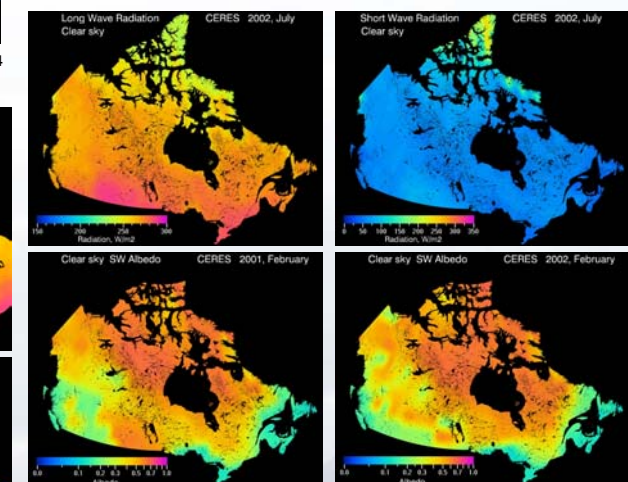 4
Long Wave Radiation CERES 2002, July
Clear sky
150 200 250 300
Radiation, W/m2
Short Wave Radiation CERES 2002, July
Clear sky
0 50 100 150 200 250 300 350
Radiation, W/m2
Clear sky SW Albedo CERES 2001, February
0.0 0.1 0.2 0.3 0.5 0.7 1.0
Albedo
Clear sky SW Albedo CERES 2002, February
0.0 0.1 0.2 0.3 0.5 0.7 1.0
Albedo